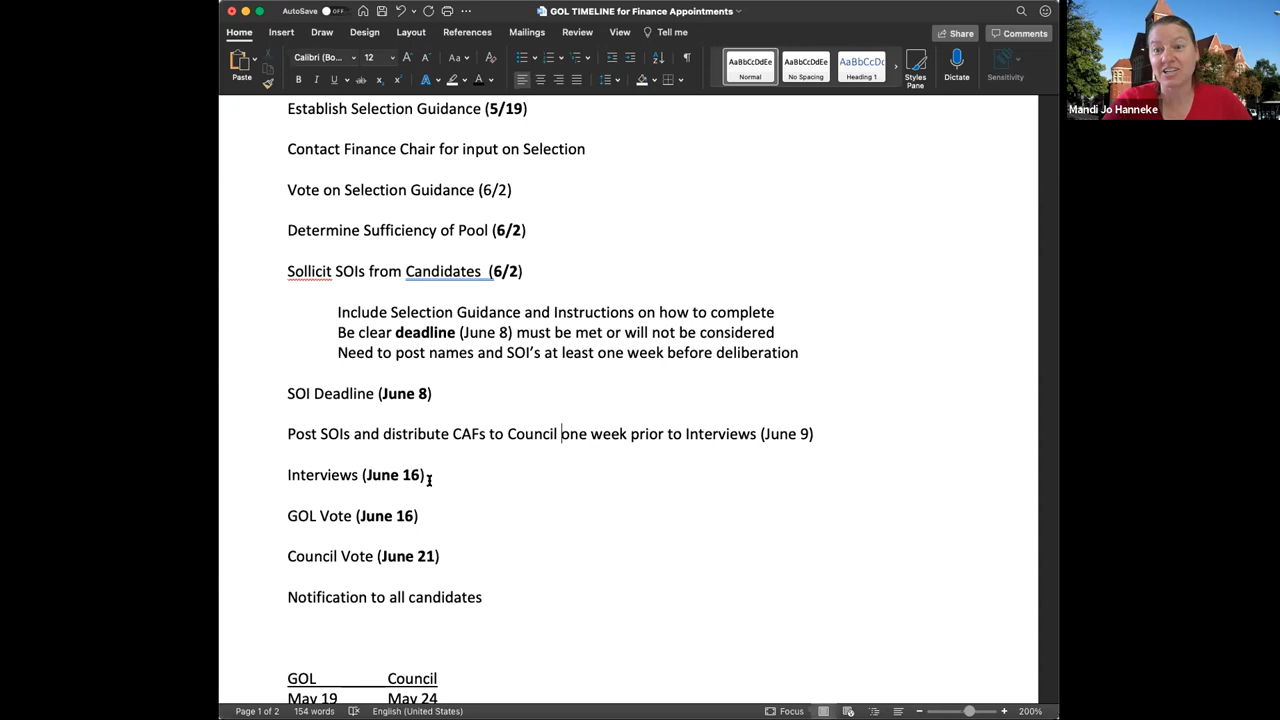 AutoSave OFF
GOL TIMELINE for Finance Appointments
Home Insert Draw Design Layout References Mailings Review View Tell me
Share Comments
Paste
Calibri (Bo... 12
AaBbCcDdEe Normal
AaBbCcDdEe No Spacing
AaBbCcDc Heading 1
Styles Pane
Dictate
Sensitivity
Mandi Jo Hanneke
Establish Selection Guidance (5/19)
Contact Finance Chair for input on Selection
Vote on Selection Guidance (6/2)
Determine Sufficiency of Pool (6/2)
Sollicit SOIs from Candidates (6/2)
Include Selection Guidance and Instructions on how to complete
Be clear deadline (June 8) must be met or will not be considered
Need to post names and SOI's at least one week before deliberation
SOI Deadline (June 8)
Post SOIs and distribute CAFs to Council one week prior to Interviews (June 9)
Interviews (June 16)
GOL Vote (June 16)
Council Vote (June 21)
Notification to all candidates
GOL Council
May 19 May 24
Page 1 of 2 154 words English (United States) Focus 200%